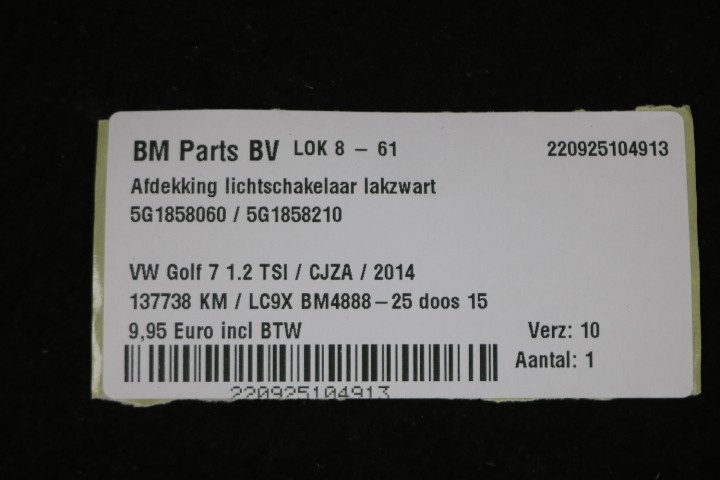 BM Parts BV LOK 8 - 61 220925104913
Afdekking lichtschakelaar lakzwart
5G1858060 / 5G1858210
VW Golf 7 1.2 TSI / CJZA / 2014
137738 KM / LC9X BM4888-25 doos 15
9,95 Euro incl BTW Verz: 10
Aantal: 1
220925104913